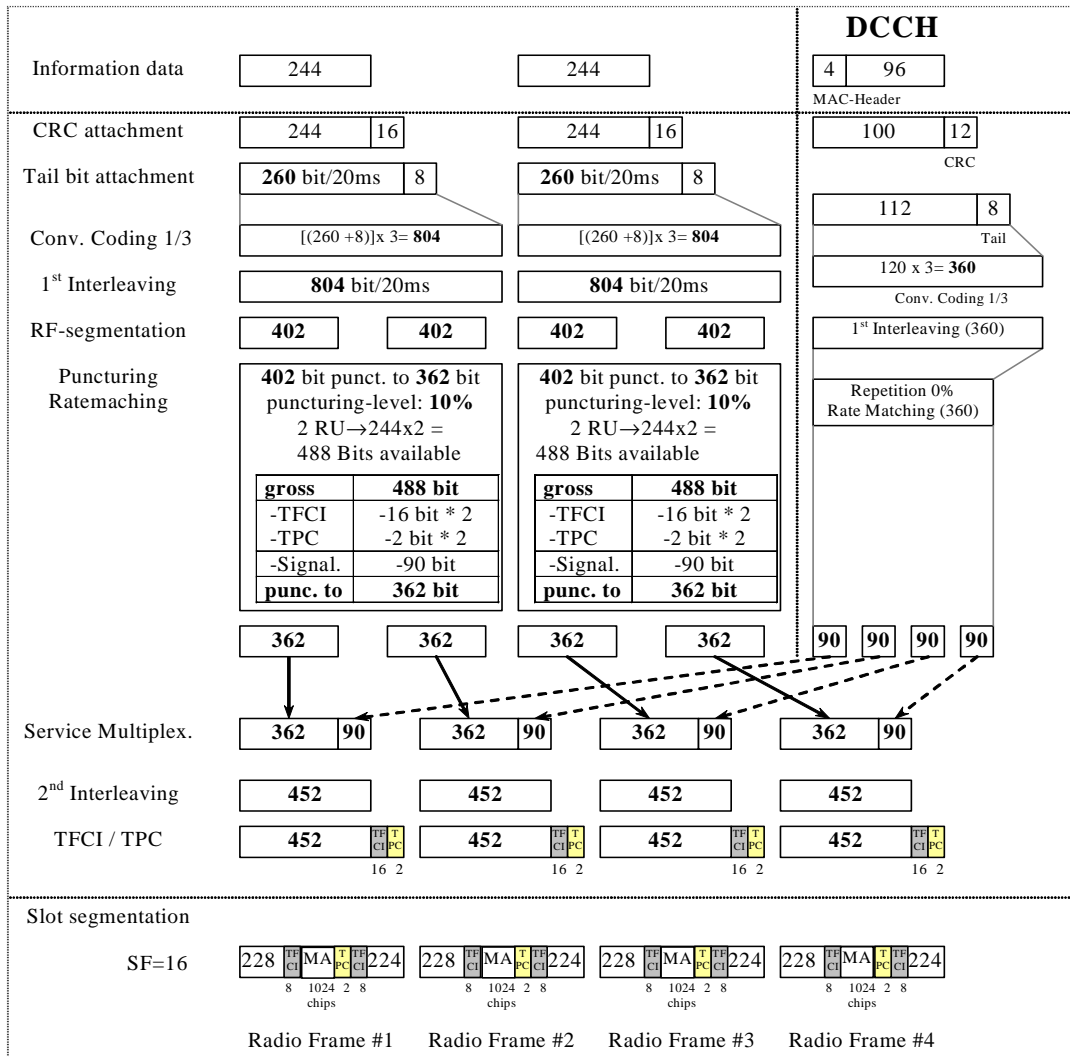 DCCH
Information data 244 244 4 96
MAC-Header
CRC attachment 244 16 244 16 100 12
CRC
Tail bit attachment 260 bit/20ms 8 260 bit/20ms 8
112 8
Tail
Conv. Coding 1/3 [(260 +8)]x 3= 804 [(260 +8)]x 3= 804
120 x 3= 360
Conv. Coding 1/3
1st Interleaving 804 bit/20ms 804 bit/20ms
RF-segmentation 402 402 402 402 1st Interleaving (360)
Puncturing
Ratemaching
402 bit punct. to 362 bit
puncturing-level: 10%
2 RU→244x2 =
488 Bits available
gross 488 bit
-TFCI -16 bit * 2
-TPC -2 bit * 2
-Signal. -90 bit
punc. to 362 bit
402 bit punct. to 362 bit
puncturing-level: 10%
2 RU→244x2 =
488 Bits available
gross 488 bit
-TFCI -16 bit * 2
-TPC -2 bit * 2
-Signal. -90 bit
punc. to 362 bit
Repetition 0%
Rate Matching (360)
362 362 362 362 90 90 90 90
Service Multiplex. 362 90 362 90 362 90 362 90
2nd Interleaving 452 452 452 452
TFCI / TPC 452 TF CI T PC 452 TF CI T PC 452 TF CI T PC 452 TF CI T PC
16 2 16 2 16 2 16 2
Slot segmentation
SF=16 228 TF CI MA T PC TF CI 224 228 TF CI MA T PC TF CI 224 228 TF CI MA T PC TF CI 224 228 TF CI MA T PC TF CI 224
8 1024 2 8 8 1024 2 8 8 1024 2 8 8 1024 2 8
chips chips chips chips
Radio Frame #1 Radio Frame #2 Radio Frame #3 Radio Frame #4